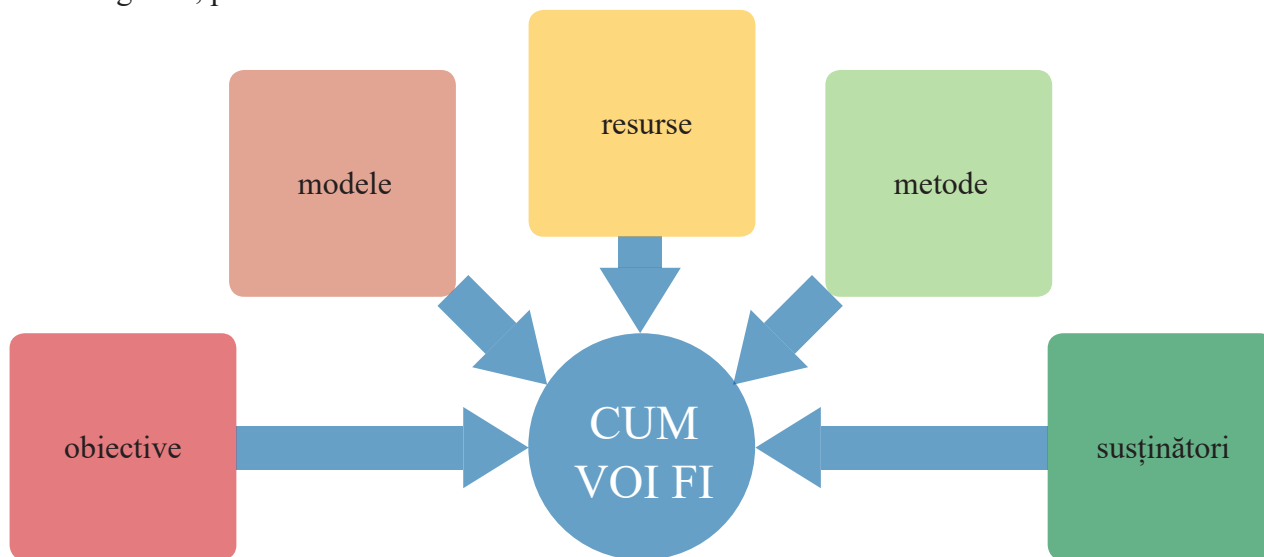 resurse
modele
metode
obiective
CUM
VOI FI
susținători